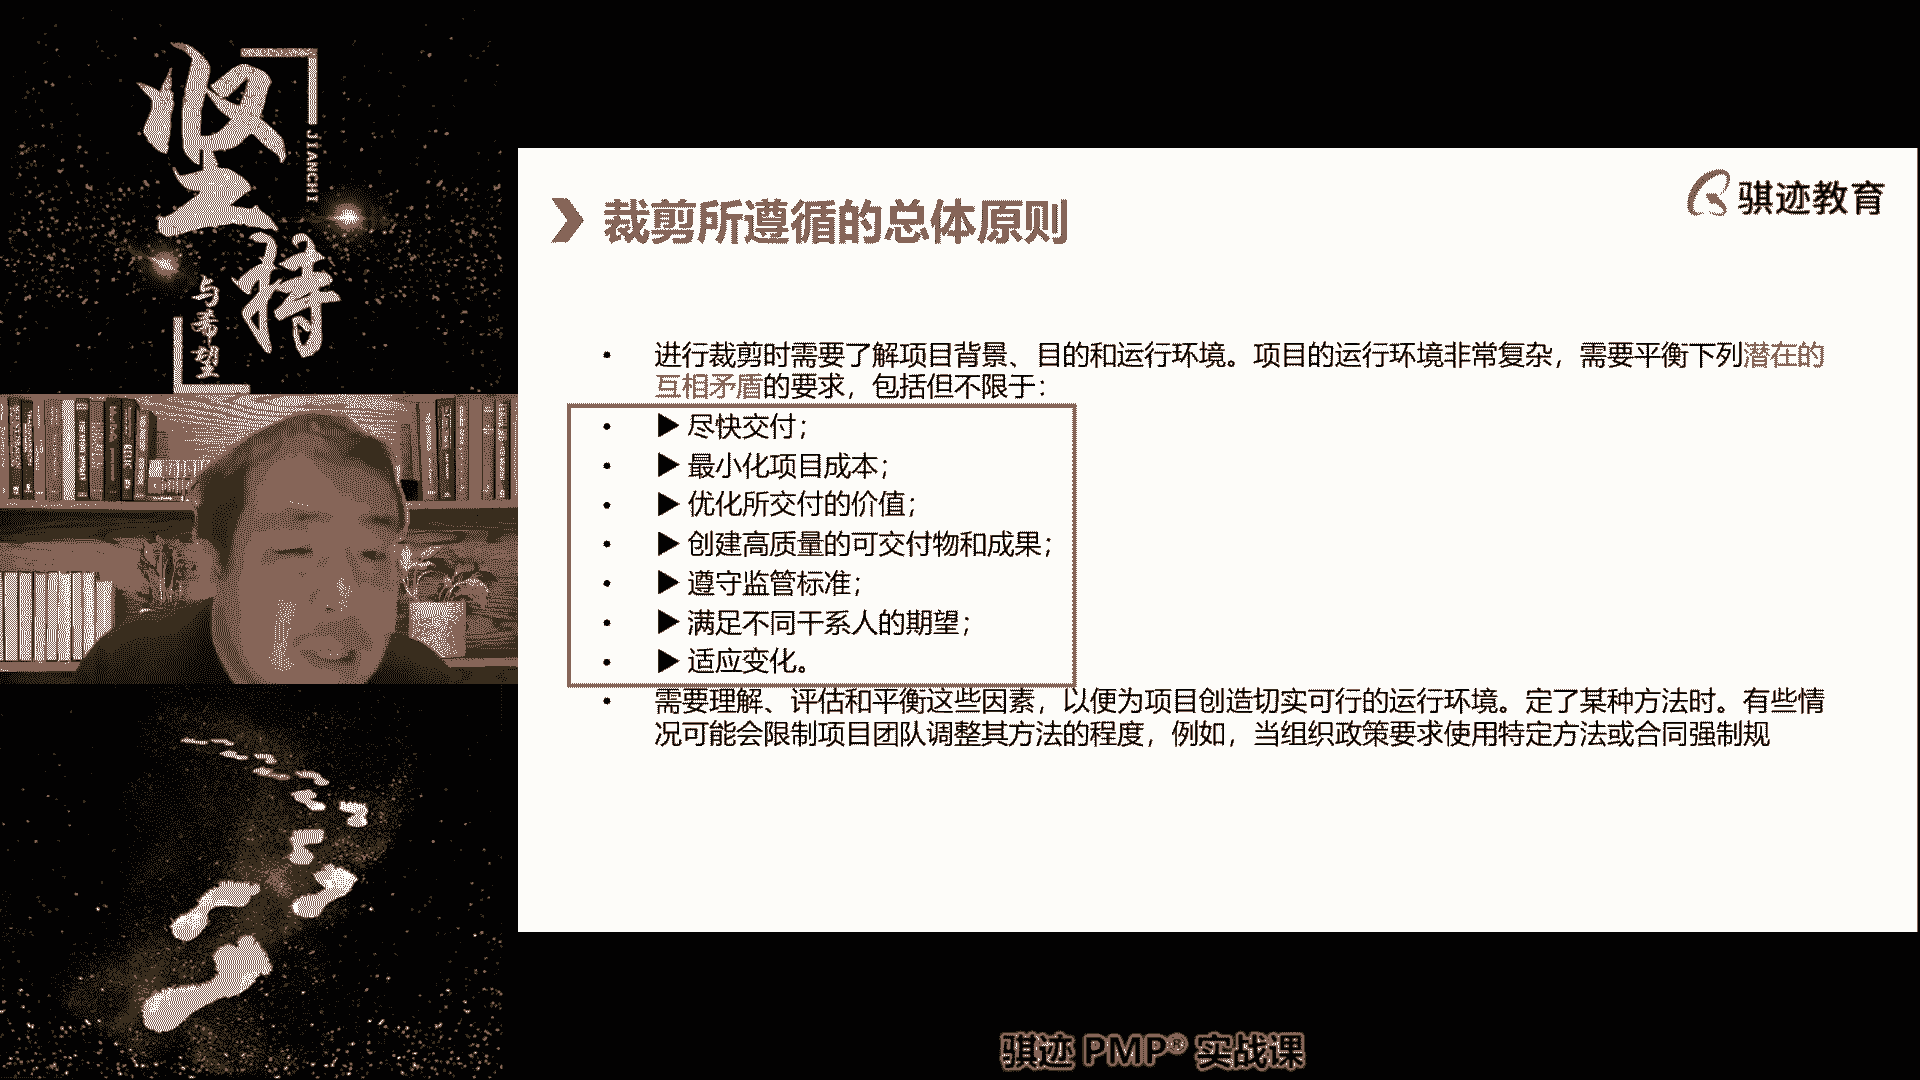 坚持
JIANCHI
与希望
骐迹教育
裁剪所遵循的总体原则
• 进行裁剪时需要了解项目背景、目的和运行环境。项目的运行环境非常复杂，需要平衡下列潜在的
互相矛盾的要求，包括但不限于：
• ▶ 尽快交付；
• ▶ 最小化项目成本；
• ▶ 优化所交付的价值；
• ▶ 创建高质量的可交付物和成果；
• ▶ 遵守监管标准；
• ▶ 满足不同干系人的期望；
• ▶ 适应变化。
• 需要理解、评估和平衡这些因素，以便为项目创造切实可行的运行环境。定了某种方法时。有些情
况可能会限制项目团队调整其方法的程度，例如，当组织政策要求使用特定方法或合同强制规
骐迹 PMP® 实战课